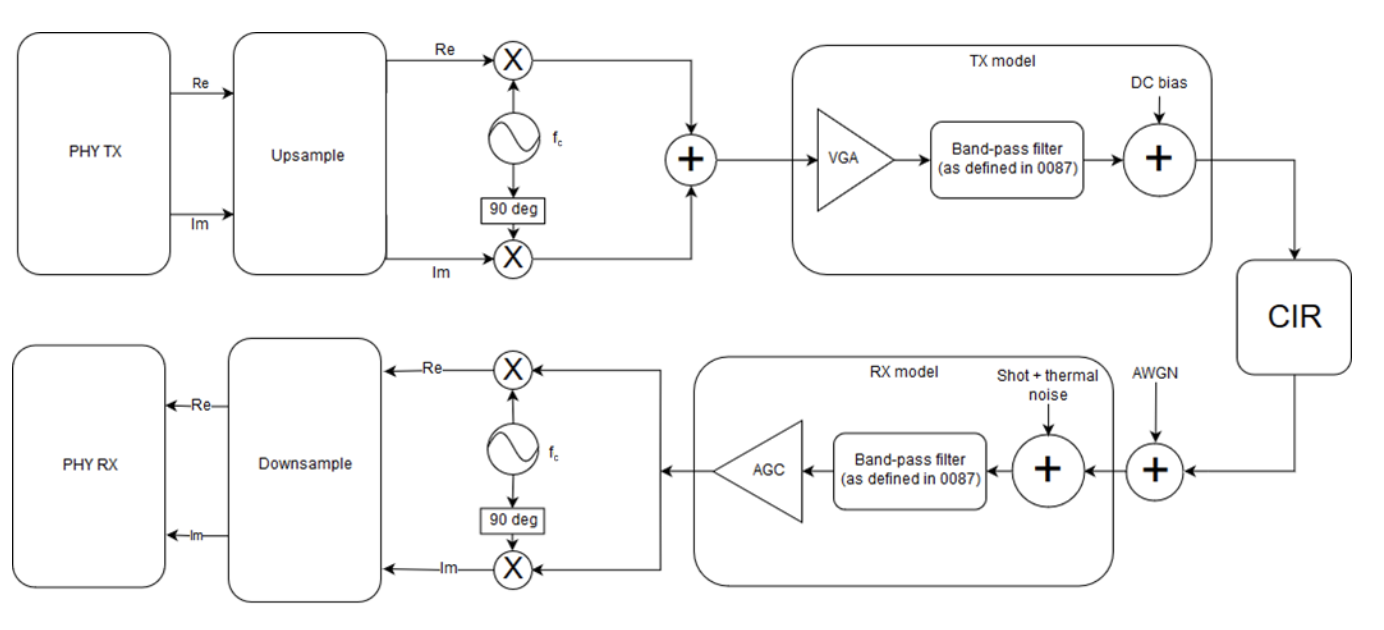 PHY TX
Re
Im
Upsample
Re
Im
X
f_c
90 deg
X
+
TX model
VGA
Band-pass filter
(as defined in 0087)
DC bias
+
CIR
AWGN
+
RX model
Shot + thermal
noise
+
Band-pass filter
(as defined in 0087)
AGC
X
f_c
90 deg
X
Re
Im
Downsample
Re
Im
PHY RX